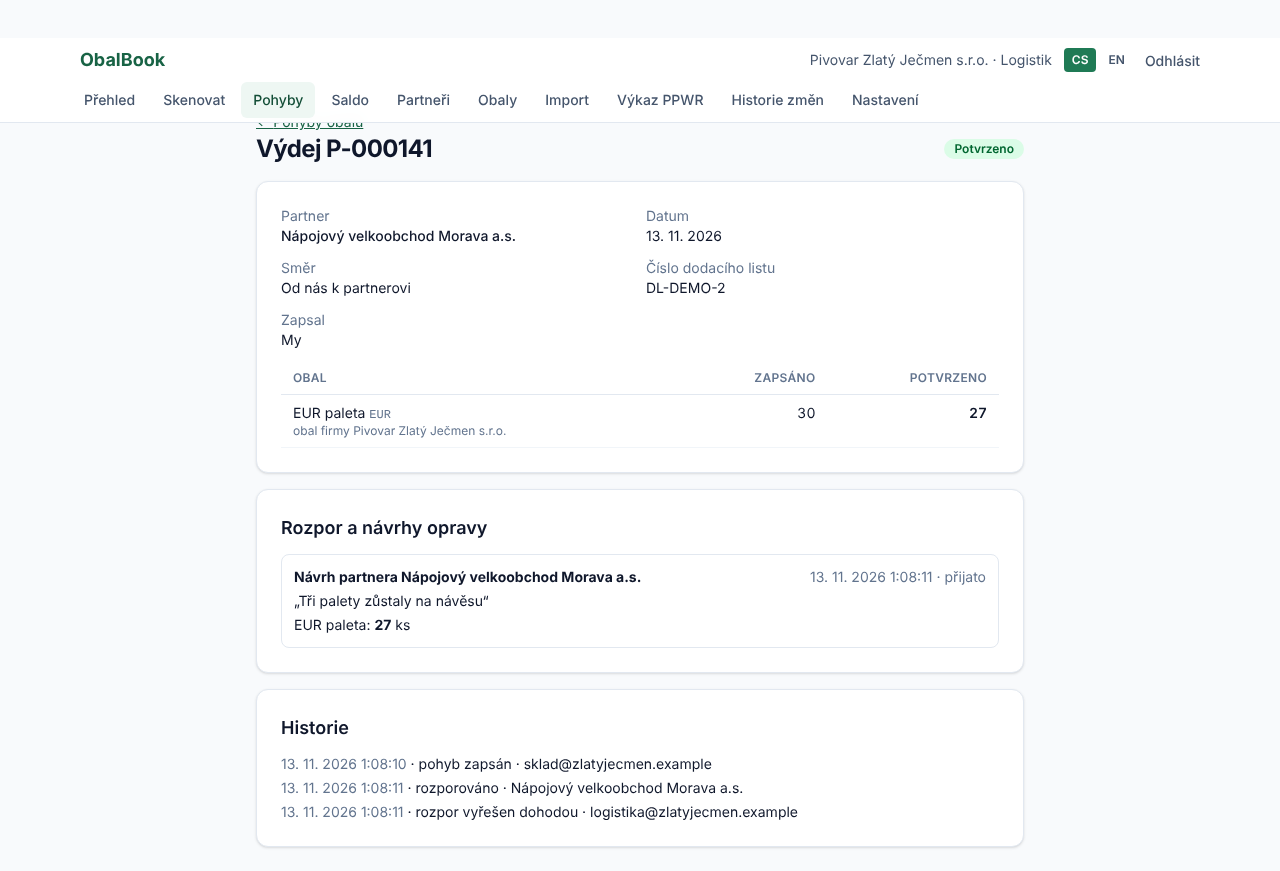 ObalBook
Pivovar Zlatý Ječmen s.r.o. · Logistik CS EN Odhlásit
Přehled Skenovat Pohyby Saldo Partneři Obaly Import Výkaz PPWR Historie změn Nastavení
← Pohyby obalů
Výdej P-000141 Potvrzeno
Partner Datum
Nápojový velkoobchod Morava a.s. 13. 11. 2026
Směr Číslo dodacího listu
Od nás k partnerovi DL-DEMO-2
Zapsal
My
OBAL ZAPSÁNO POTVRZENO
EUR paleta EUR 30 27
obal firmy Pivovar Zlatý Ječmen s.r.o.
Rozpor a návrhy opravy
Návrh partnera Nápojový velkoobchod Morava a.s. 13. 11. 2026 1:08:11 · přijato
„Tři palety zůstaly na návěsu“
EUR paleta: 27 ks
Historie
13. 11. 2026 1:08:10 · pohyb zapsán · sklad@zlatyjecmen.example
13. 11. 2026 1:08:11 · rozporováno · Nápojový velkoobchod Morava a.s.
13. 11. 2026 1:08:11 · rozpor vyřešen dohodou · logistika@zlatyjecmen.example